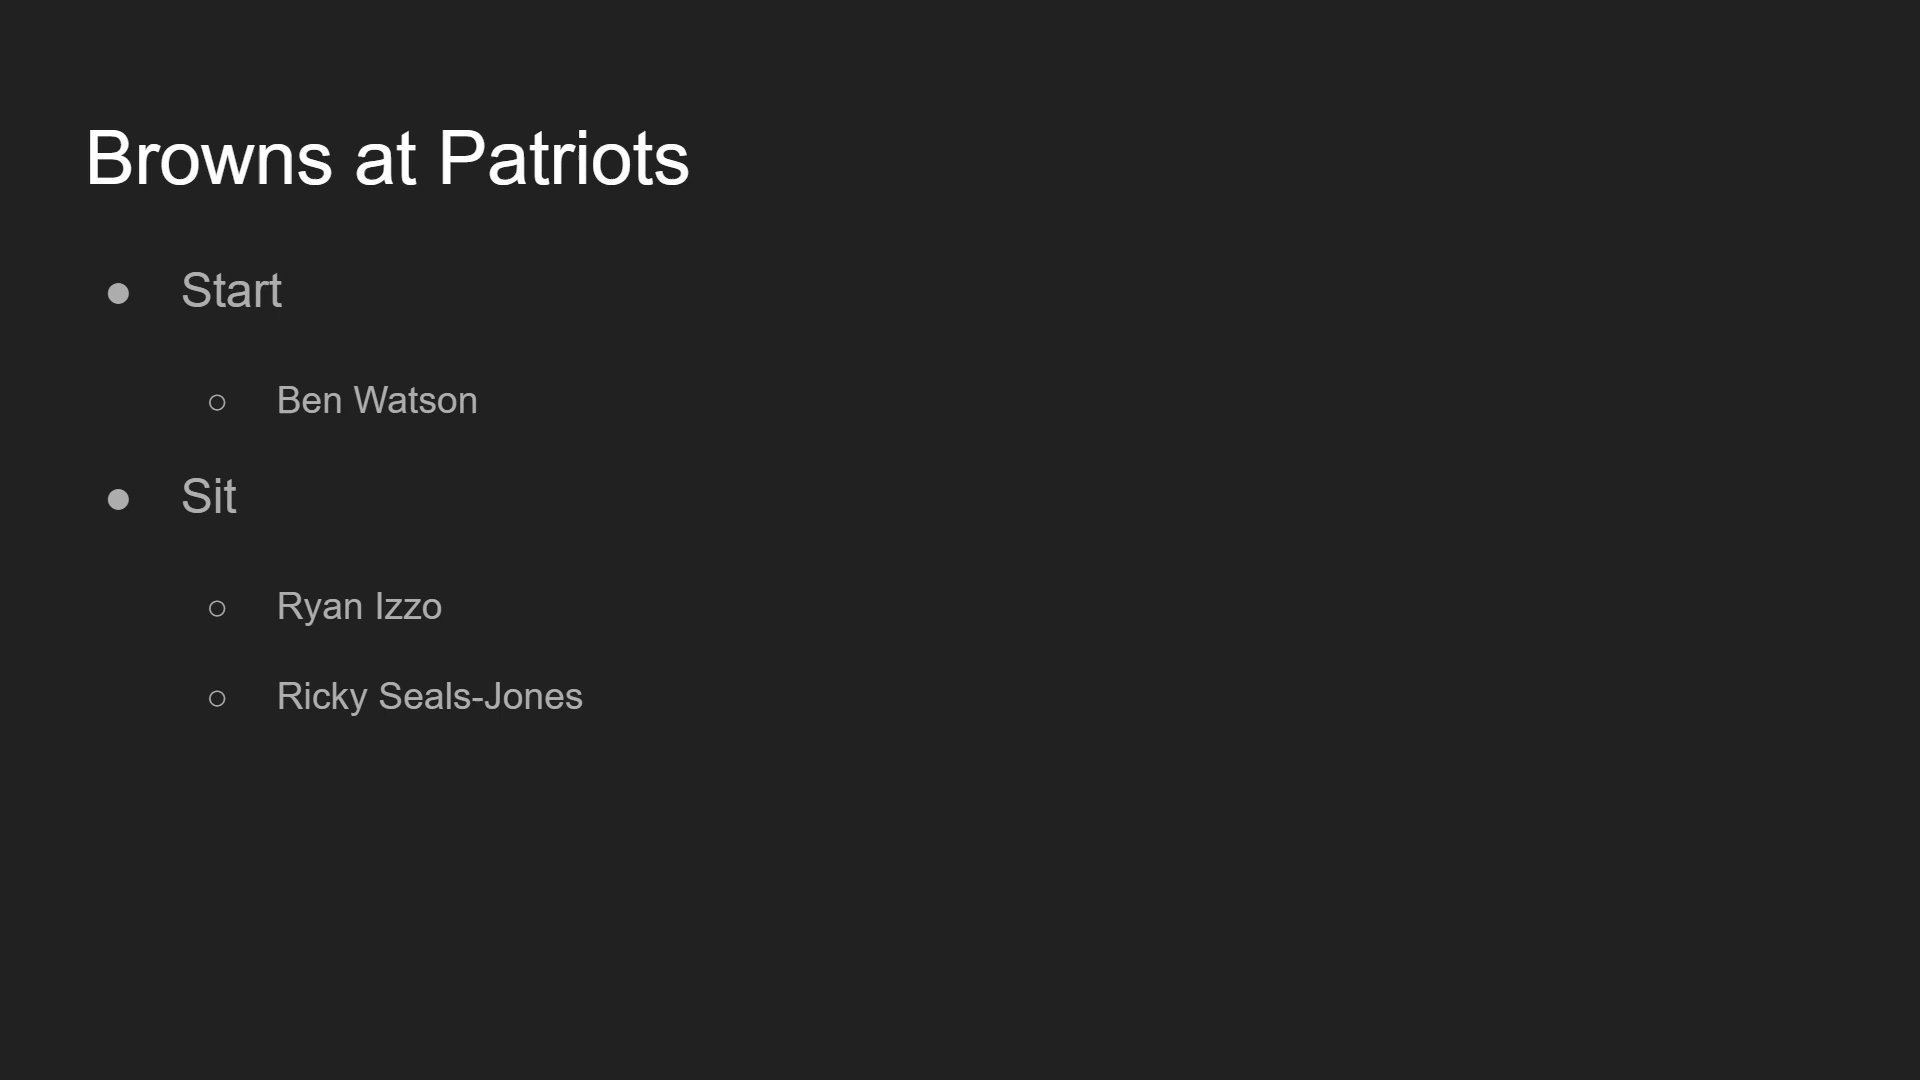 Browns at Patriots
● Start
○ Ben Watson
● Sit
○ Ryan Izzo
○ Ricky Seals-Jones